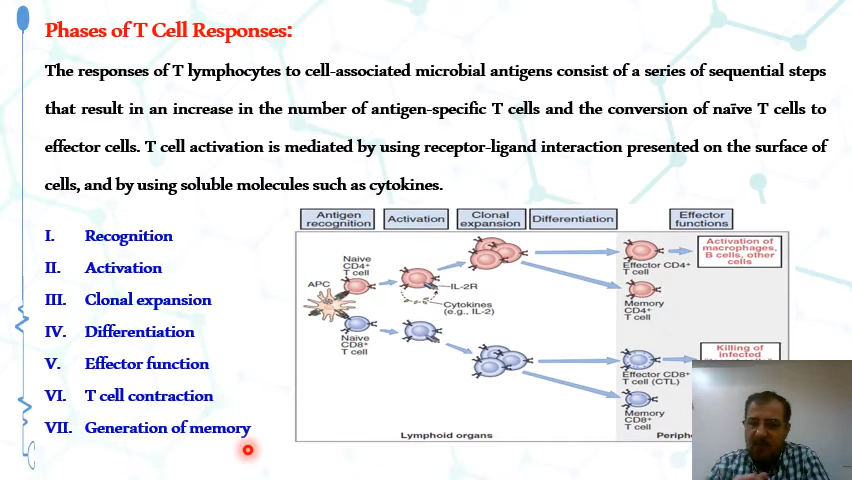 Phases of T Cell Responses:
The responses of T lymphocytes to cell-associated microbial antigens consist of a series of sequential steps
that result in an increase in the number of antigen-specific T cells and the conversion of naïve T cells to
effector cells. T cell activation is mediated by using receptor-ligand interaction presented on the surface of
cells, and by using soluble molecules such as cytokines.
I. Recognition
II. Activation
III. Clonal expansion
IV. Differentiation
V. Effector function
VI. T cell contraction
VII. Generation of memory
Antigen
recognition
Activation
Clonal
expansion
Differentiation
Effector
functions
Naive
CD4+
T cell
APC
Naive
CD8+
T cell
IL-2R
Cytokines
(e.g., IL-2)
Effector CD4+
T cell
Memory
CD4+
T cell
Activation of
macrophages,
B cells, other
cells
Effector CD8+
T cell (CTL)
Memory
CD8+
T cell
Killing of
infected
Lymphoid organs